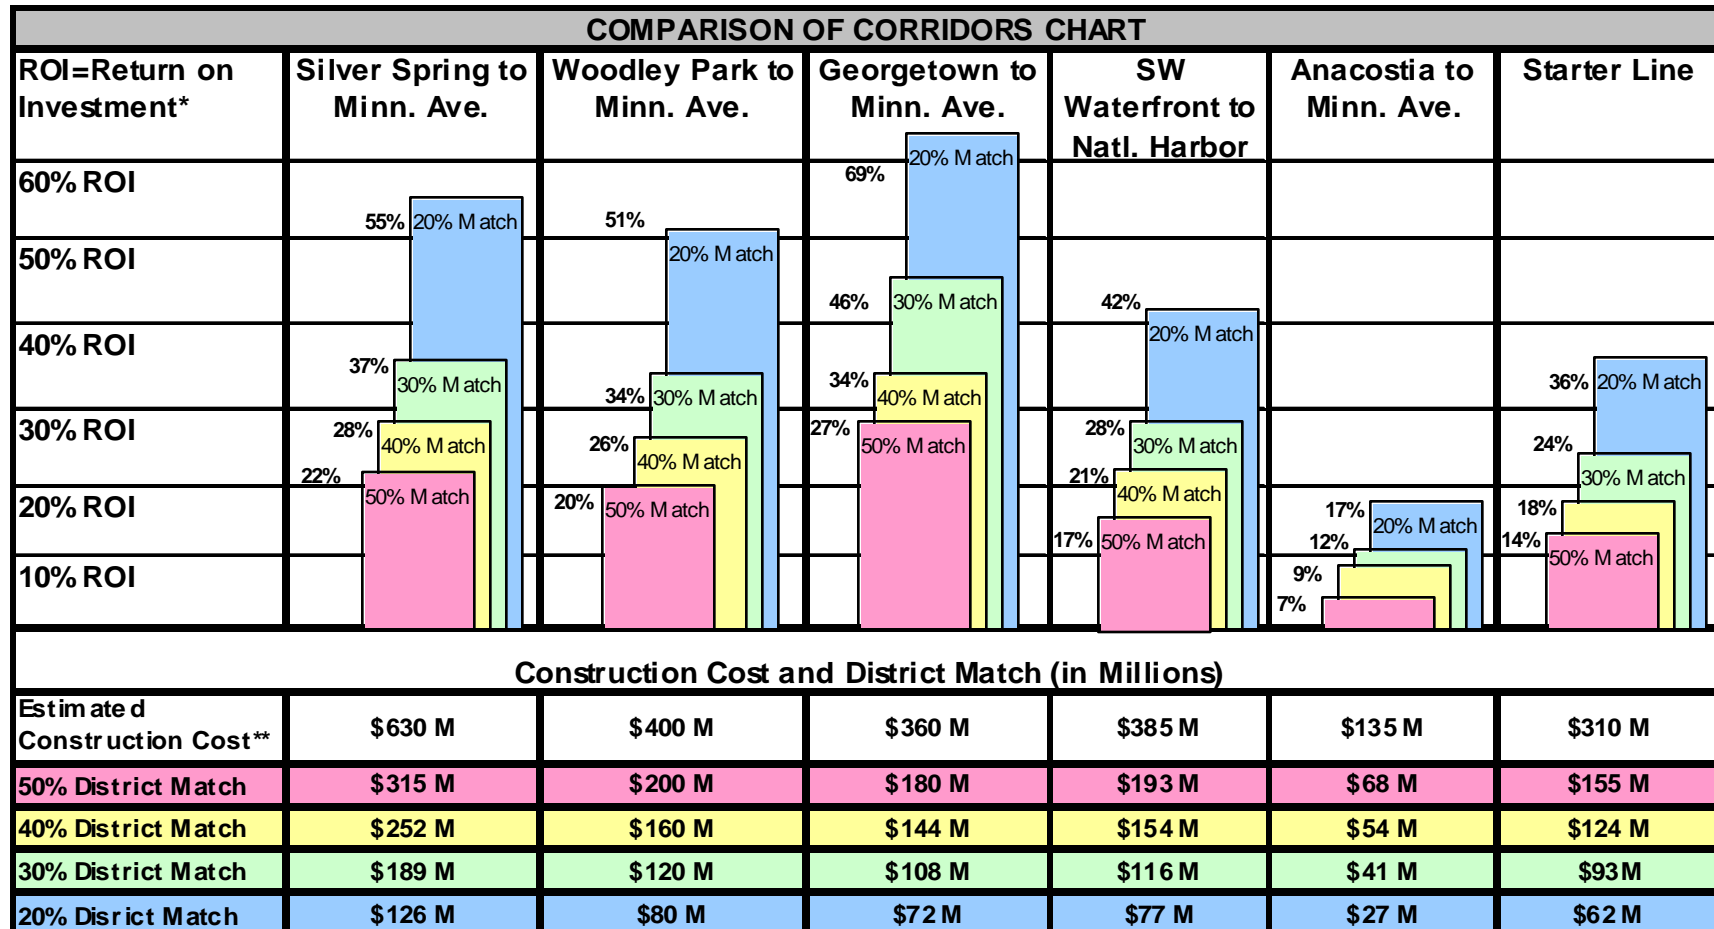 COMPARISON OF CORRIDORS CHART
ROI=Return on
Investment*
Silver Spring to
Minn. Ave.
Woodley Park to
Minn. Ave.
Georgetown to
Minn. Ave.
SW
Waterfront to
Natl. Harbor
Anacostia to
Minn. Ave.
Starter Line
60% ROI
50% ROI
40% ROI
30% ROI
20% ROI
10% ROI
55% 20% Match
37% 30% Match
28% 40% Match
22% 50% Match
51% 20% Match
34% 30% Match
26% 40% Match
20% 50% Match
69% 20% Match
46% 30% Match
34% 40% Match
27% 50% Match
42% 20% Match
28% 30% Match
21% 40% Match
17% 50% Match
17% 20% Match
12%
9%
7%
36% 20% Match
24% 30% Match
18%
14% 50% Match
Construction Cost and District Match (in Millions)
Estimated
Construction Cost** $630 M $400 M $360 M $385 M $135 M $310 M
50% District Match $315 M $200 M $180 M $193 M $68 M $155 M
40% District Match $252 M $160 M $144 M $154 M $54 M $124 M
30% District Match $189 M $120 M $108 M $116 M $41 M $93 M
20% Disrict Match $126 M $80 M $72 M $77 M $27 M $62 M